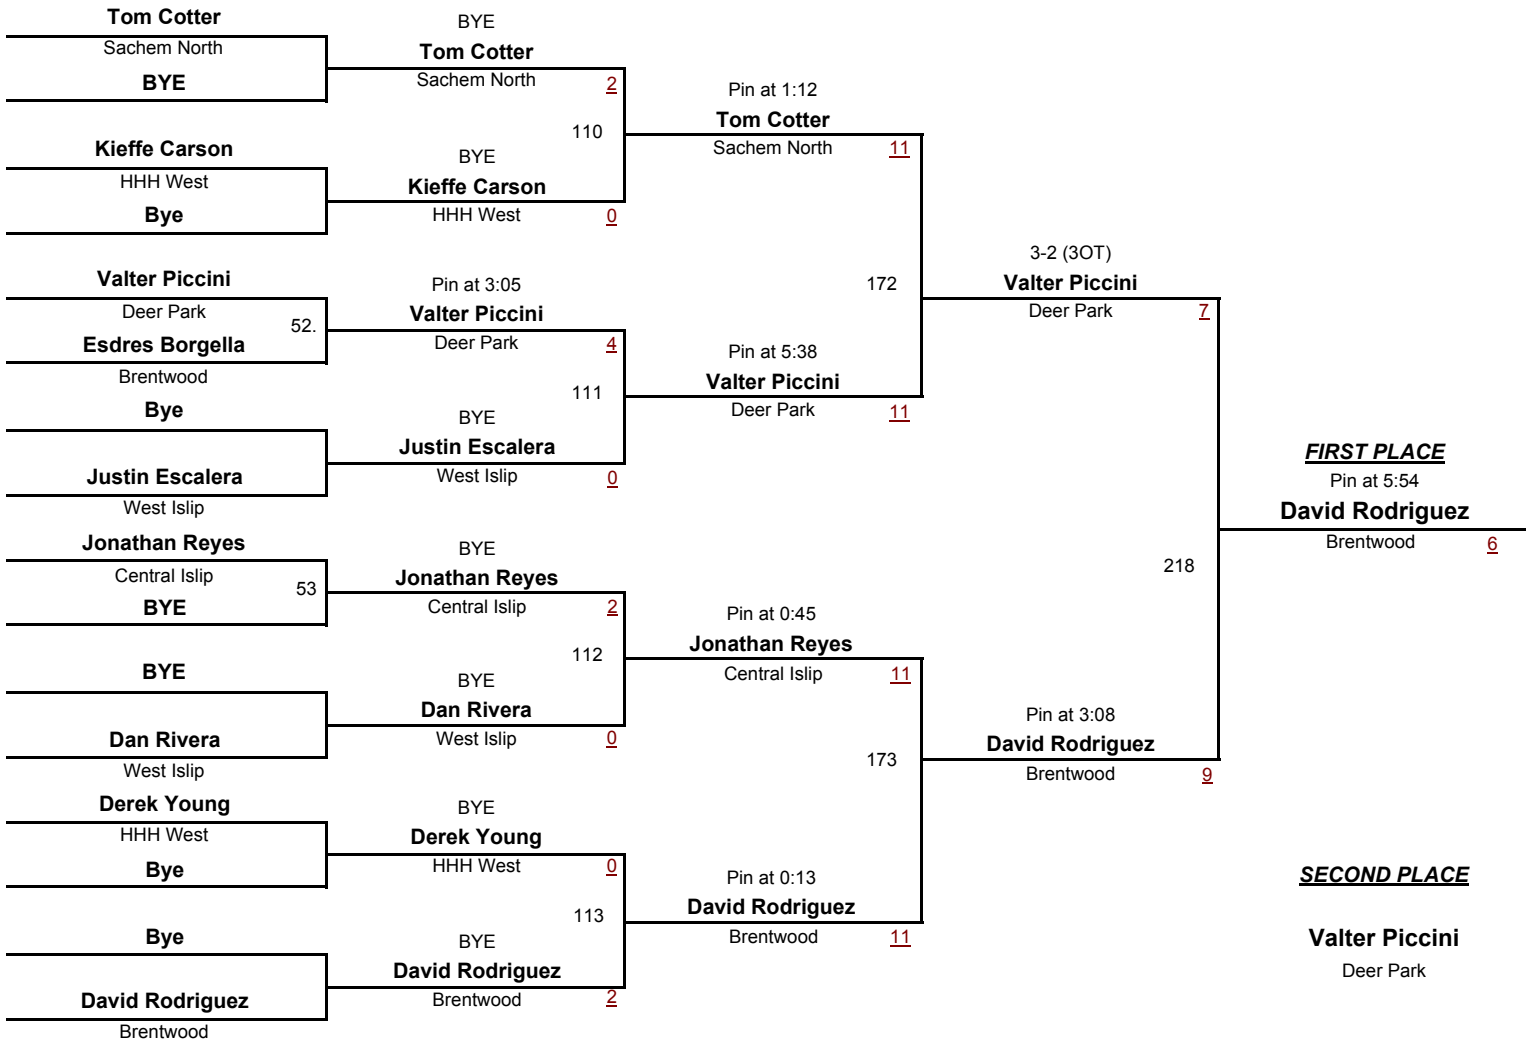 Tom Cotter
Sachem North
BYE
Kieffe Carson
HHH West
Bye
Valter Piccini
Deer Park
52.
Esdres Borgella
Brentwood
Bye
Justin Escalera
West Islip
Jonathan Reyes
Central Islip
53
BYE
BYE
Dan Rivera
West Islip
Derek Young
HHH West
Bye
Bye
David Rodriguez
Brentwood
BYE
Tom Cotter
Sachem North
2
110
BYE
Kieffe Carson
HHH West
0
Pin at 3:05
Valter Piccini
Deer Park
4
111
BYE
Justin Escalera
West Islip
0
BYE
Jonathan Reyes
Central Islip
2
112
BYE
Dan Rivera
West Islip
0
BYE
Derek Young
HHH West
0
113
BYE
David Rodriguez
Brentwood
2
Pin at 1:12
Tom Cotter
Sachem North
11
172
Pin at 5:38
Valter Piccini
Deer Park
11
Pin at 0:45
Jonathan Reyes
Central Islip
11
173
Pin at 0:13
David Rodriguez
Brentwood
11
3-2 (3OT)
Valter Piccini
Deer Park
7
218
Pin at 3:08
David Rodriguez
Brentwood
9
FIRST PLACE
Pin at 5:54
David Rodriguez
Brentwood
6
SECOND PLACE
Valter Piccini
Deer Park